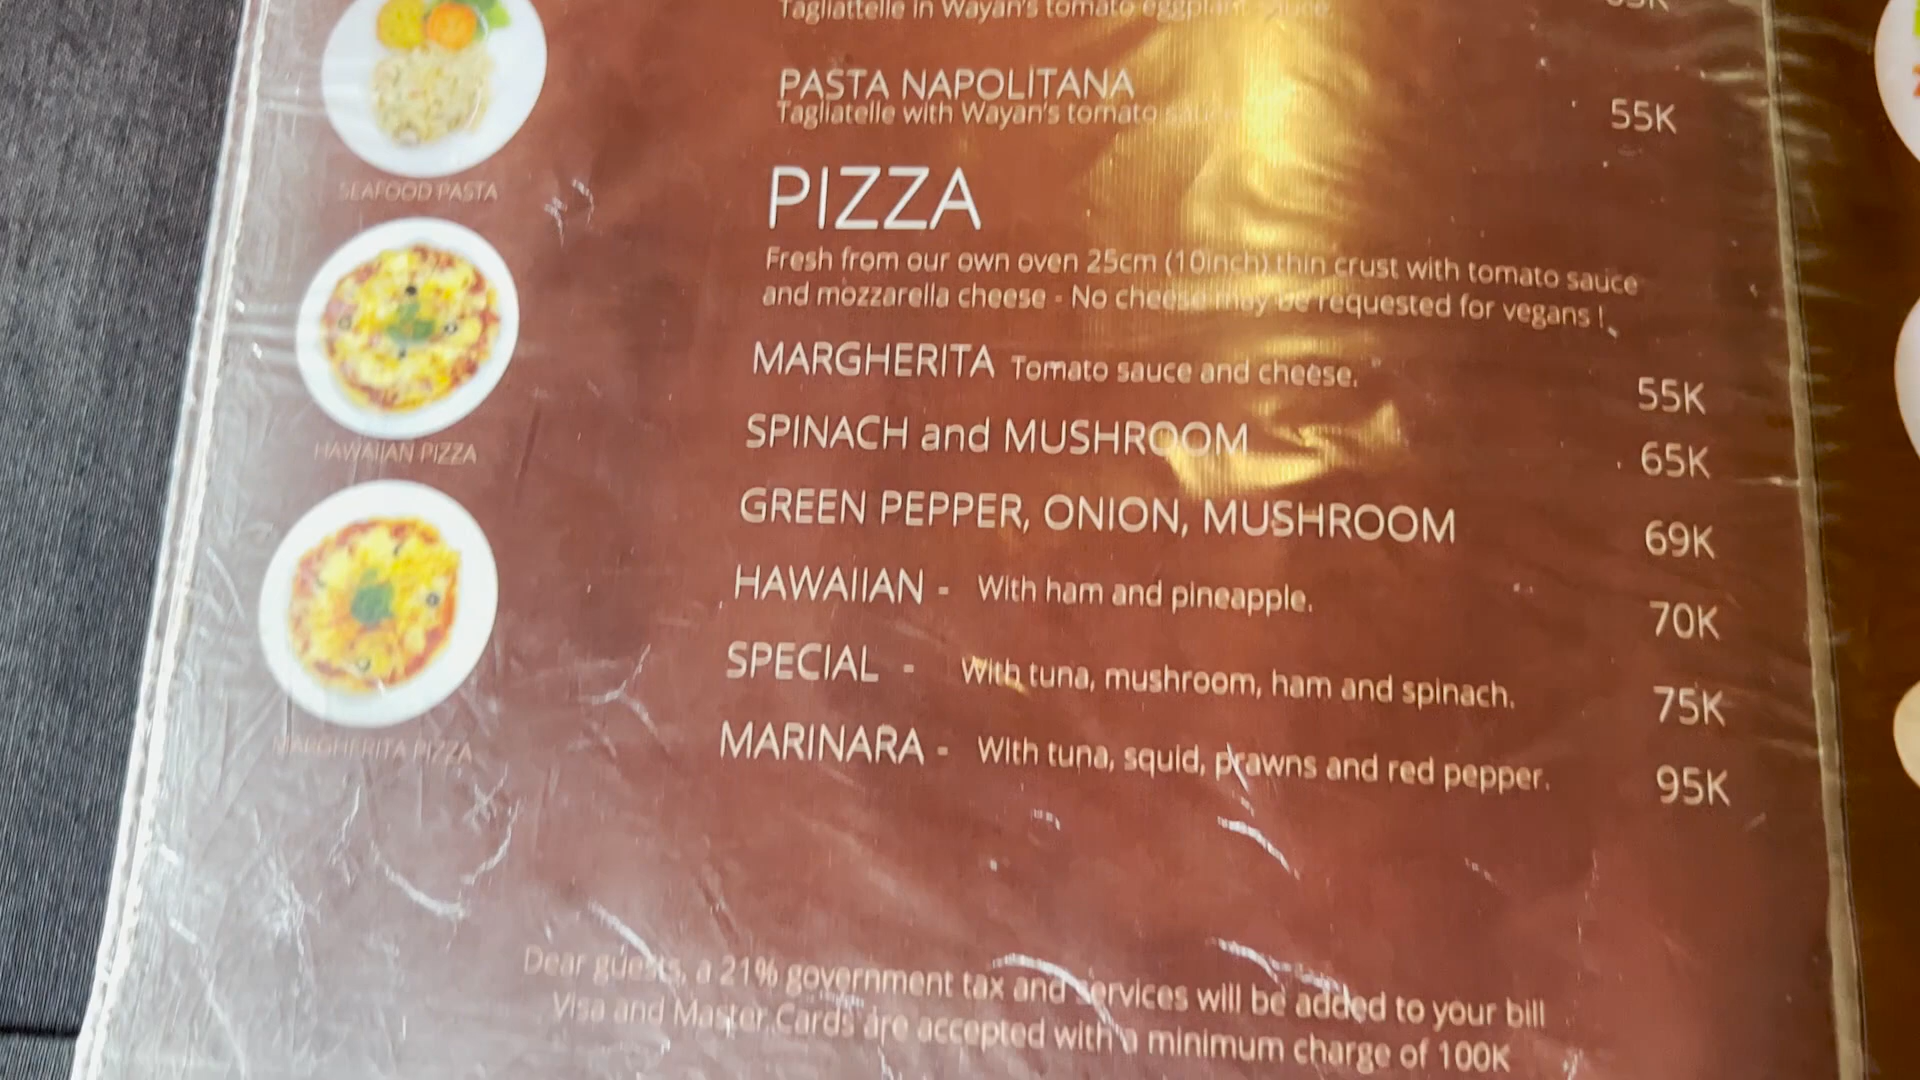 Tagliattelle in Wayan's tomato eggplant sauce.
PASTA NAPOLITANA
Tagliatelle with Wayan's tomato sauce
55K
SEAFOOD PASTA
PIZZA
Fresh from our own oven 25cm (10inch) thin crust with tomato sauce
and mozzarella cheese - No cheese may be requested for vegans !
MARGHERITA Tomato sauce and cheese. 55K
SPINACH and MUSHROOM 65K
HAWAIIAN PIZZA
GREEN PEPPER, ONION, MUSHROOM 69K
HAWAIIAN - With ham and pineapple. 70K
SPECIAL - With tuna, mushroom, ham and spinach. 75K
MARGHERITA PIZZA
MARINARA - With tuna, squid, prawns and red pepper. 95K
Dear guests, a 21% government tax and services will be added to your bill
Visa and Master Cards are accepted with a minimum charge of 100K